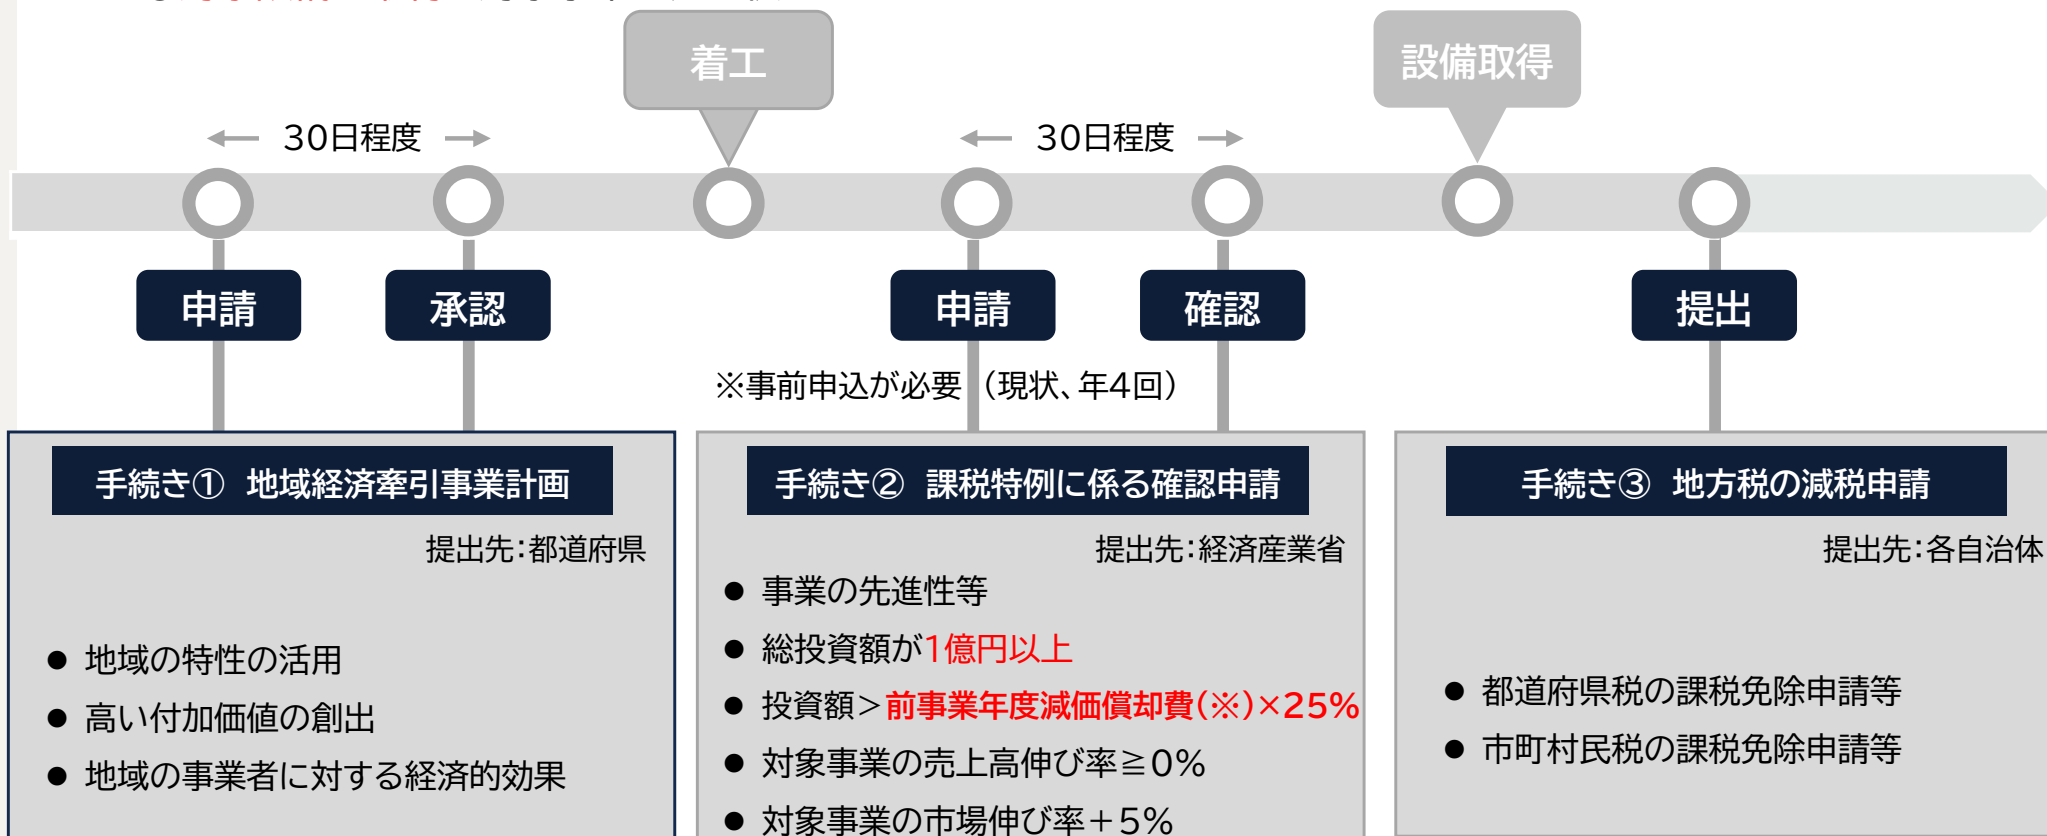 着工
設備取得
30日程度
30日程度
申請
承認
申請
確認
提出
※事前申込が必要（現状、年4回）
手続き① 地域経済牽引事業計画
提出先：都道府県
● 地域の特性の活用
● 高い付加価値の創出
● 地域の事業者に対する経済的効果
手続き② 課税特例に係る確認申請
提出先：経済産業省
● 事業の先進性等
● 総投資額が1億円以上
● 投資額＞前事業年度減価償却費(※)×25%
● 対象事業の売上高伸び率≧0%
● 対象事業の市場伸び率＋5%
手続き③ 地方税の減税申請
提出先：各自治体
● 都道府県税の課税免除申請等
● 市町村民税の課税免除申請等